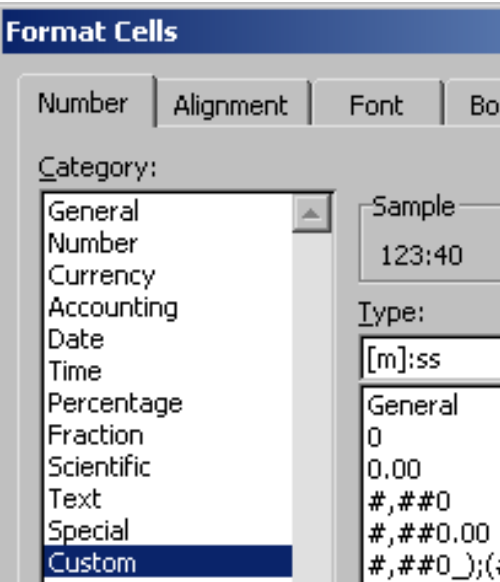 Format Cells
Number Alignment Font Bo
Category:
General
Number
Currency
Accounting
Date
Time
Percentage
Fraction
Scientific
Text
Special
Custom
Sample
123:40
Type:
[m]:ss
General
0
0.00
#,##0
#,##0.00
#,##0_);(